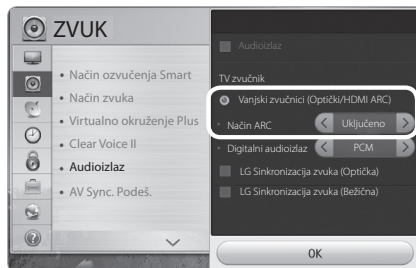 ZVUK
• Način ozvučenja Smart
• Način zvuka
• Virtualno okruženje Plus
• Clear Voice II
• Audioizlaz
• AV Sync. Podeš.
Audioizlaz
TV zvučnik
Vanjski zvučnici (Optički/HDMI ARC)
• Način ARC < Uključeno >
• Digitalni audioizlaz < PCM >
LG Sinkronizacija zvuka (Optička)
LG Sinkronizacija zvuka (Bežična)
OK